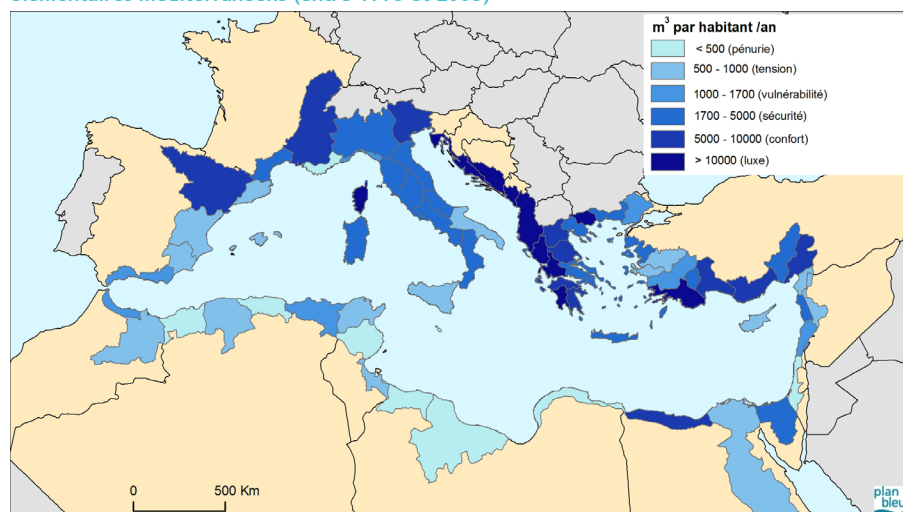 m³ par habitant /an
< 500 (pénurie)
500 - 1000 (tension)
1000 - 1700 (vulnérabilité)
1700 - 5000 (sécurité)
5000 - 10000 (confort)
> 10000 (luxe)
0 500 Km
plan
bleu